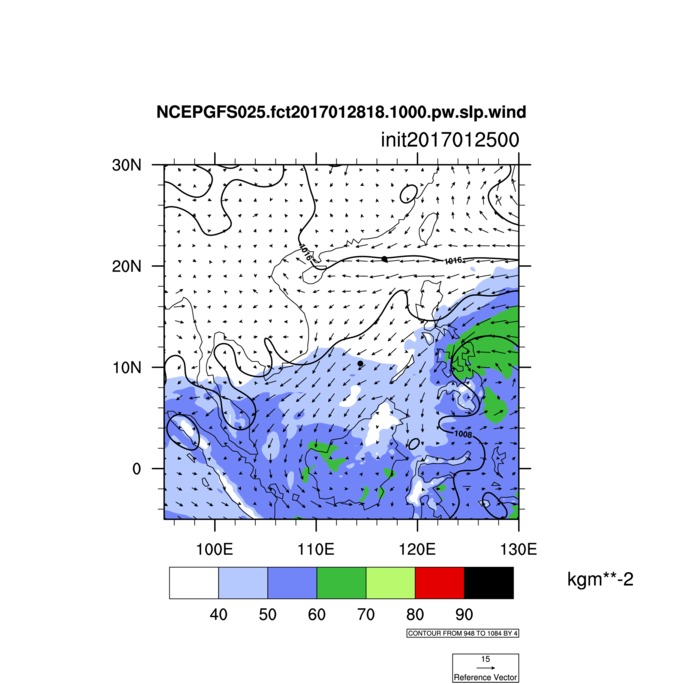 NCEPGFS025.fct2017012818.1000.pw.slp.wind
init2017012500
30N
20N
10N
0
1016
1016
1008
100E 110E 120E 130E
kgm**-2
40 50 60 70 80 90
CONTOUR FROM 948 TO 1084 BY 4
15
Reference Vector